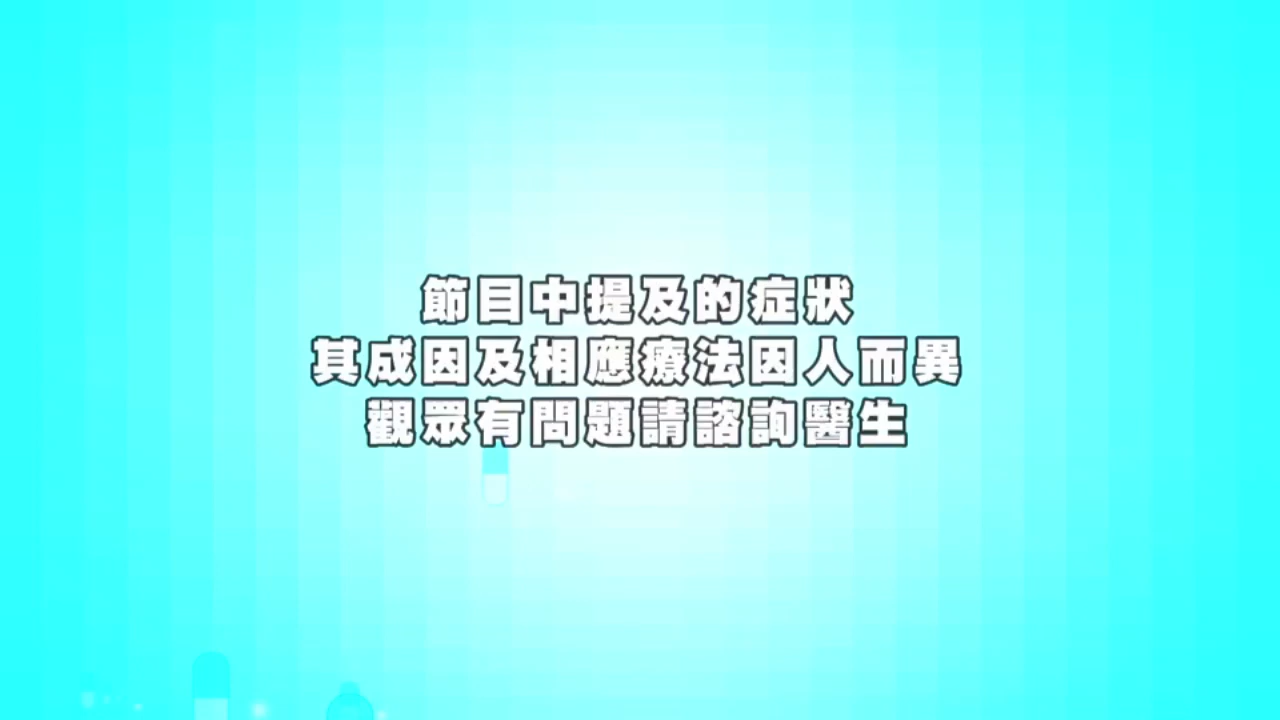 節目中提及的症狀
其成因及相應療法因人而異
觀眾有問題請諮詢醫生